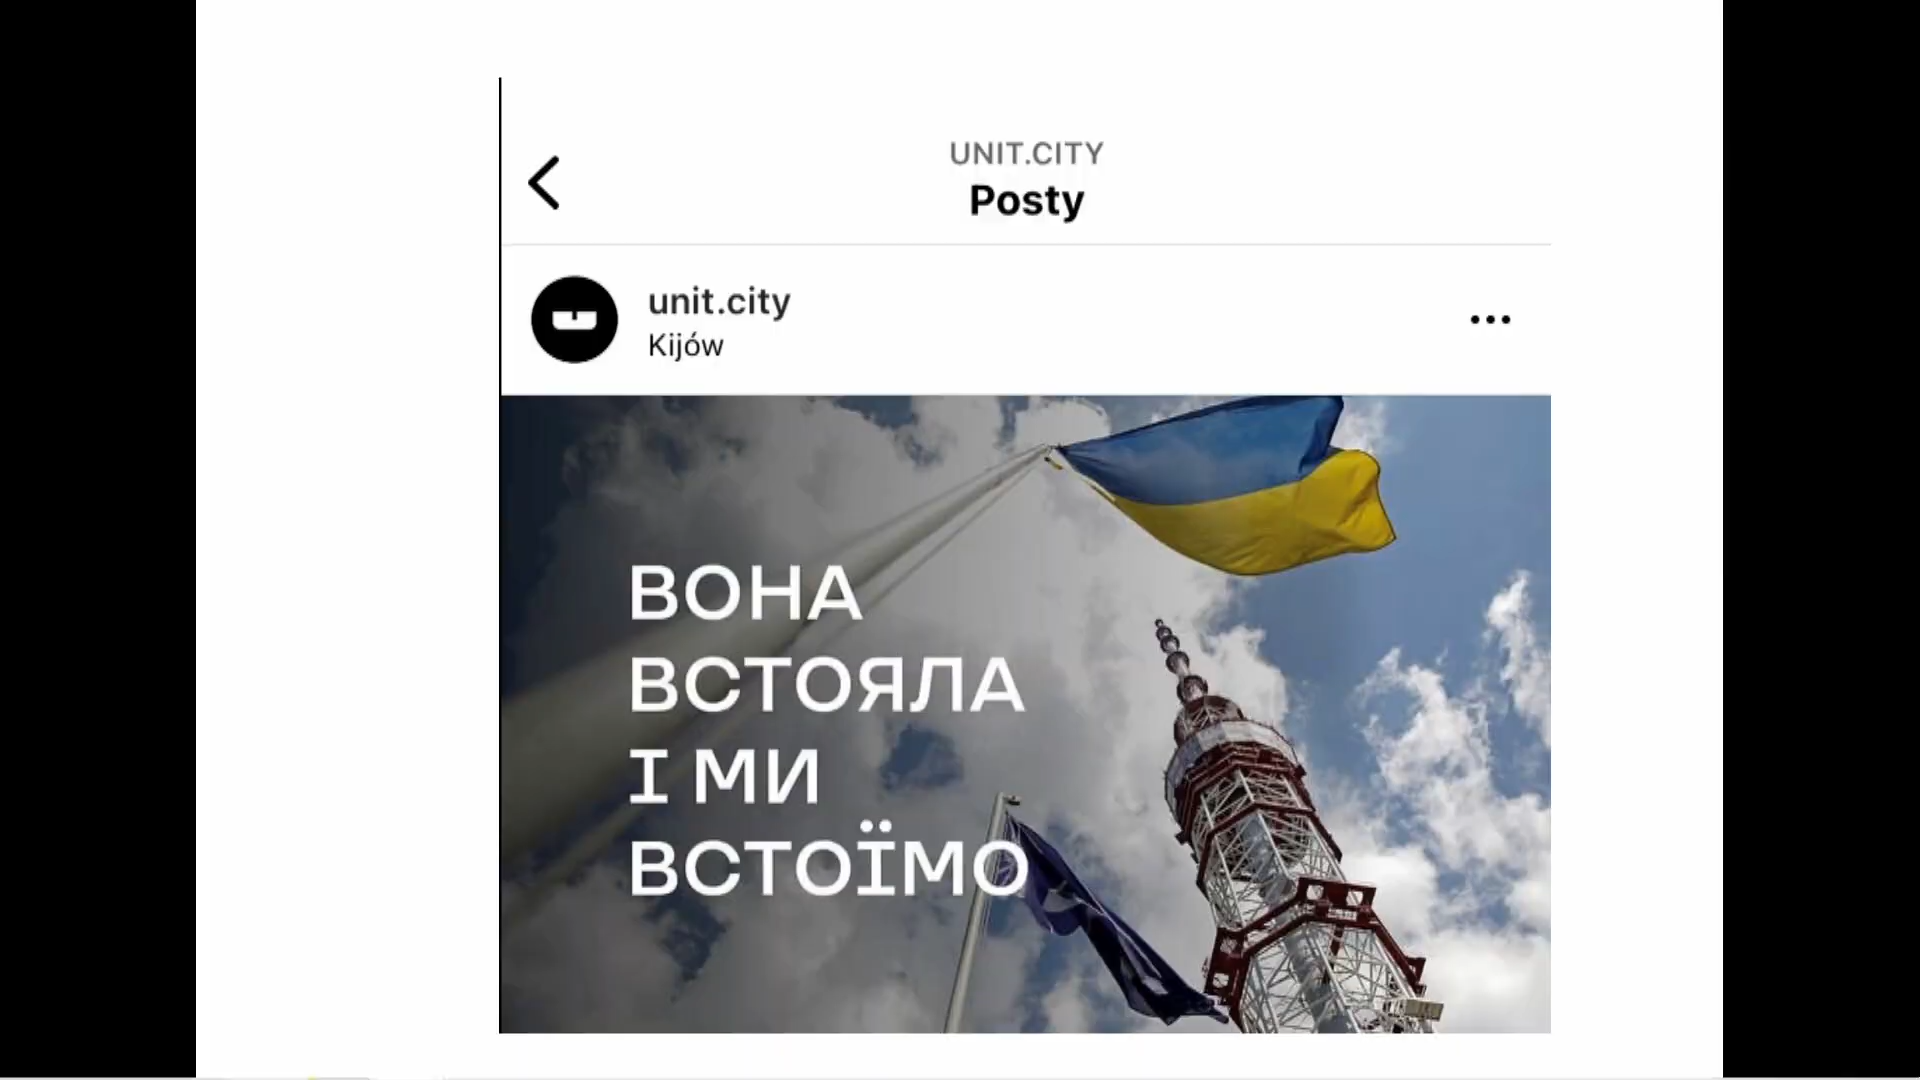 UNIT.CITY
Posty
unit.city
Kijów
ВОНА
ВСТОЯЛА
І МИ
ВСТОЇМО